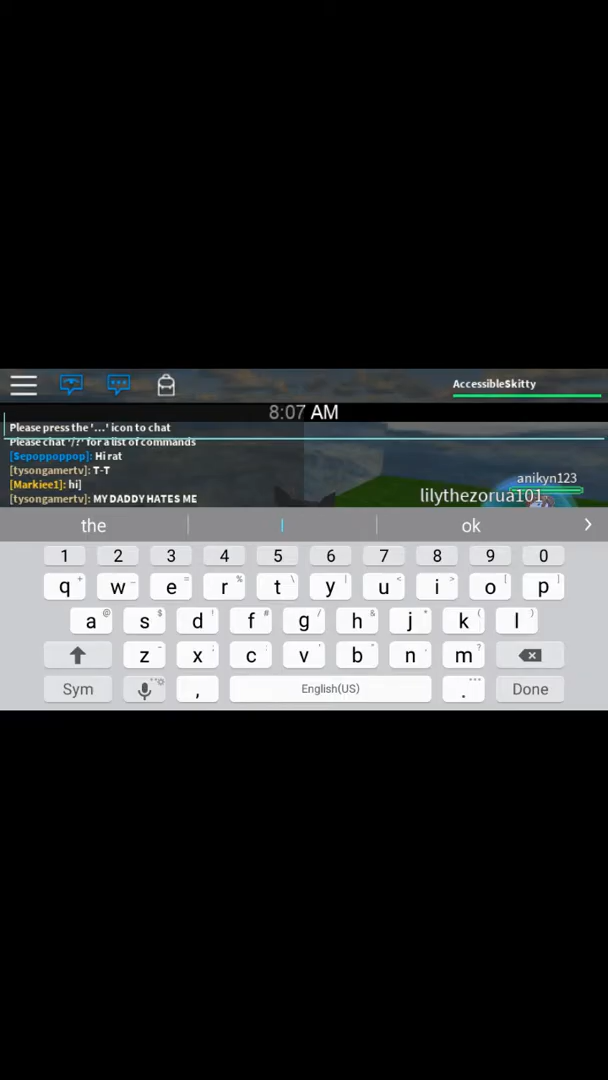 AccessibleSkitty
8:07 AM
Please press the '...' icon to chat
Please chat '/?' for a list of commands
[Sepoppoppop]: Hi rat
[tysongamertv]: T-T
[Markiee1]: hi]
[tysongamertv]: MY DADDY HATES ME
anikyn123
lilythezorua101
the I ok >
1 2 3 4 5 6 7 8 9 0
q + w _ e = r % t \ y | u < i > o [ p ]
a @ s $ d ! f # g / h & j * k ( l )
z - x : c ; v ' b " n , m ?
Sym , English(US) . Done